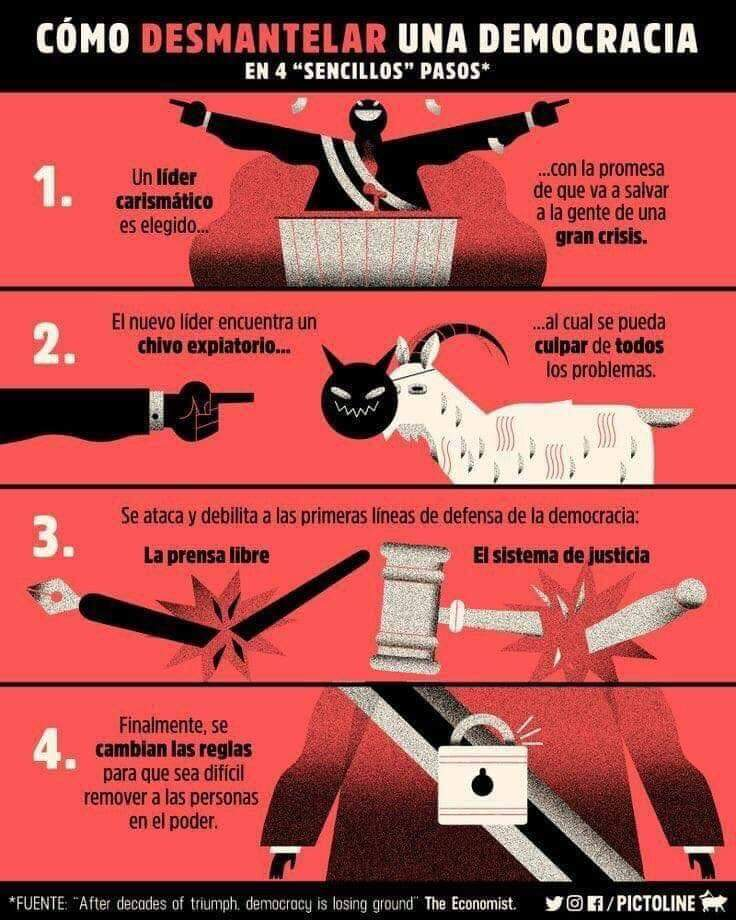 CÓMO DESMANTELAR UNA DEMOCRACIA
EN 4 “SENCILLOS” PASOS*
1.
Un líder
carismático
es elegido...
...con la promesa
de que va a salvar
a la gente de una
gran crisis.
2.
El nuevo líder encuentra un
chivo expiatorio...
...al cual se pueda
culpar de todos
los problemas.
3.
Se ataca y debilita a las primeras líneas de defensa de la democracia:
La prensa libre
El sistema de justicia
4.
Finalmente, se
cambian las reglas
para que sea difícil
remover a las personas
en el poder.
*FUENTE: "After decades of triumph, democracy is losing ground" The Economist.
/PICTOLINE